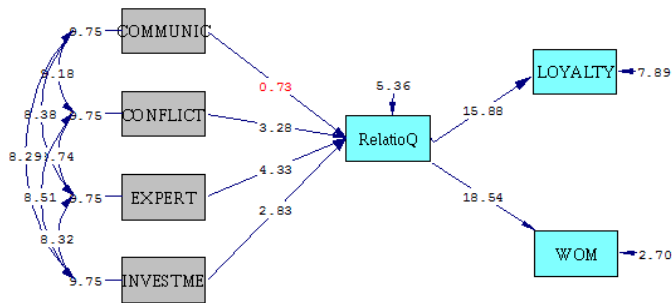 9.75 COMMUNIC
9.18
0.73
5.36
LOYALTY 7.89
8.38
9.75 CONFLICT
3.28
15.88
RelatioQ
8.29
.74
4.33
8.51
9.75 EXPERT
2.83
18.54
8.32
WOM 2.70
9.75 INVESTME